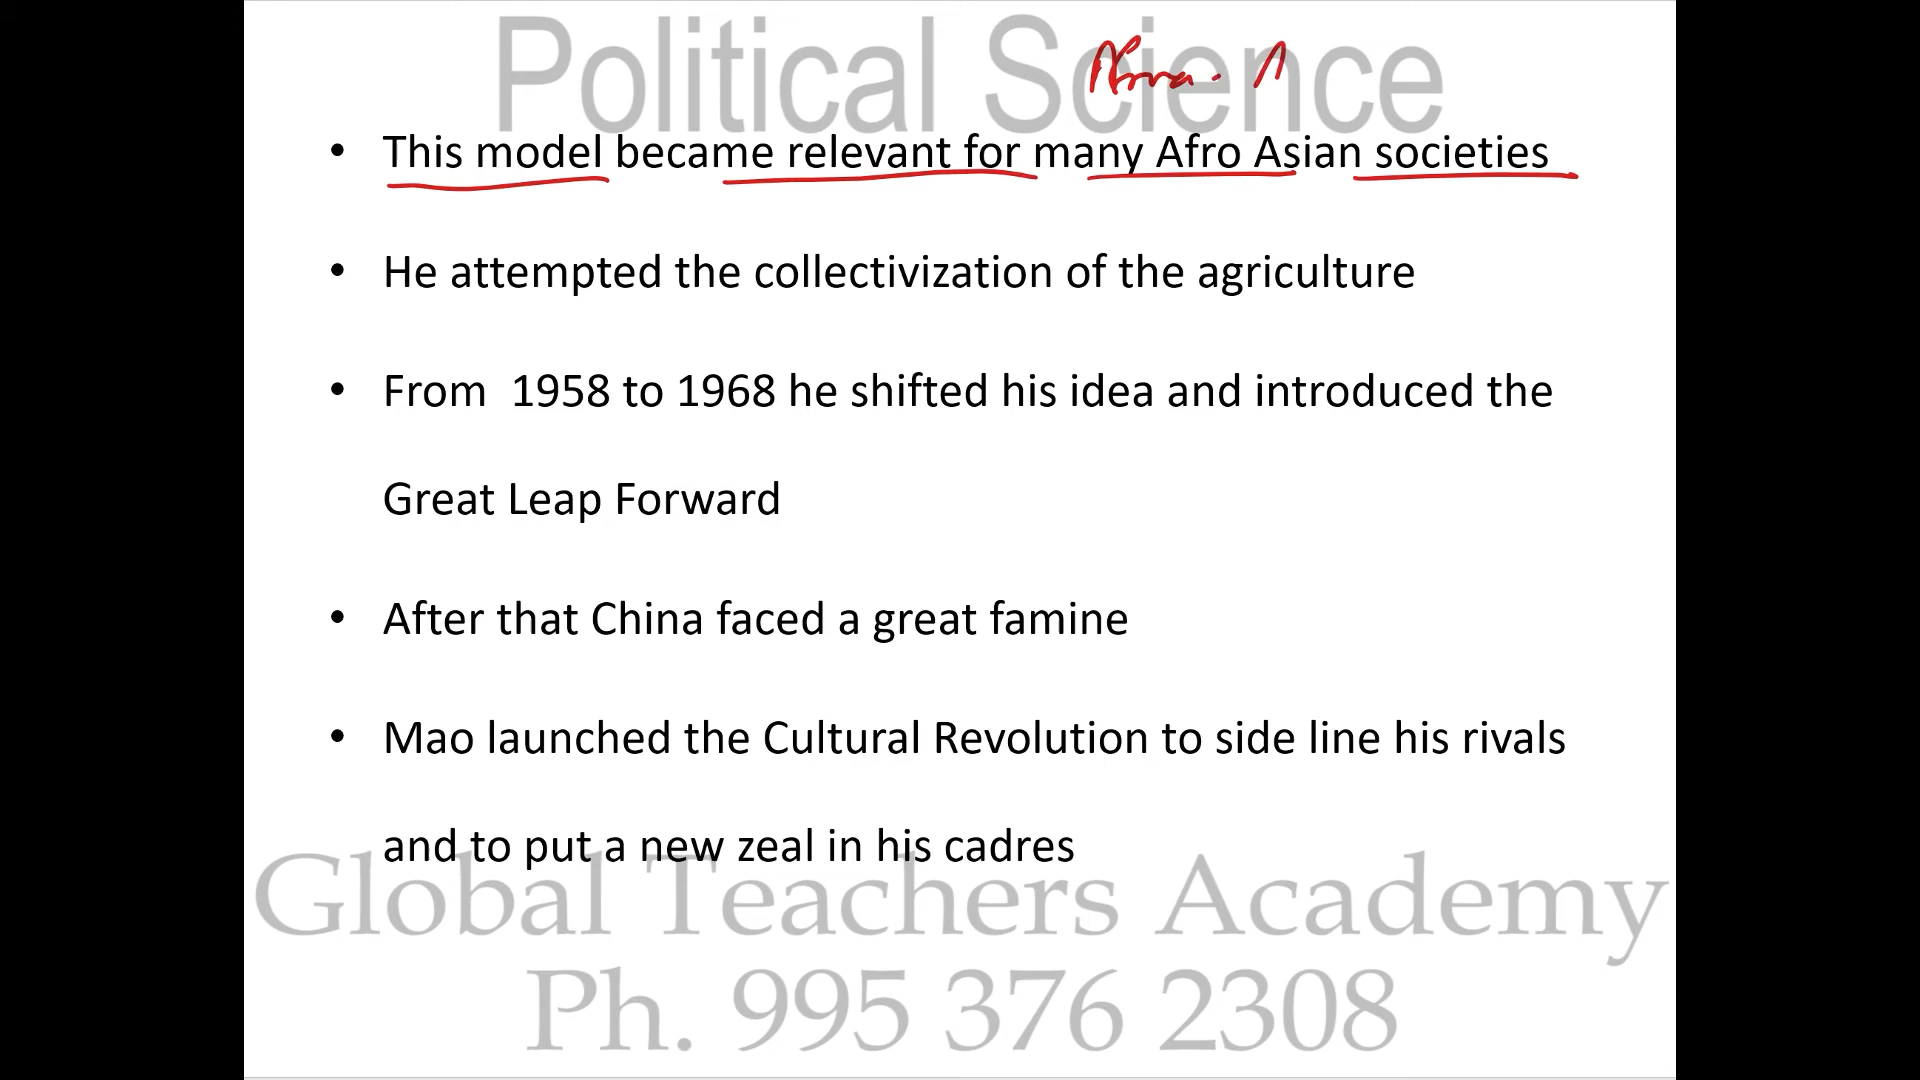 Political Science
• This model became relevant for many Afro Asian societies
• He attempted the collectivization of the agriculture
• From 1958 to 1968 he shifted his idea and introduced the
Great Leap Forward
• After that China faced a great famine
• Mao launched the Cultural Revolution to side line his rivals
and to put a new zeal in his cadres
Global Teachers Academy
Ph. 995 376 2308